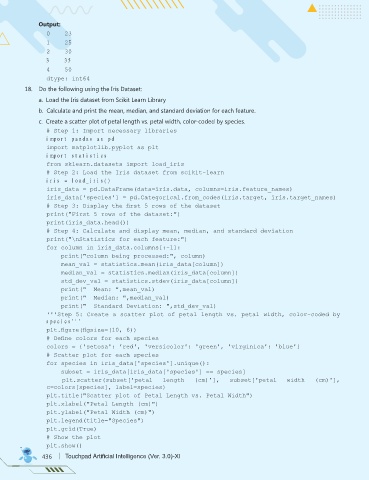 Output:
0 23
1 25
2 30
3 35
4 50
dtype: int64
18. Do the following using the Iris Dataset:
a. Load the Iris dataset from Scikit Learn Library
b. Calculate and print the mean, median, and standard deviation for each feature.
c. Create a scatter plot of petal length vs. petal width, color-coded by species.
# Step 1: Import necessary libraries
import pandas as pd
import matplotlib.pyplot as plt
import statistics
from sklearn.datasets import load_iris
# Step 2: Load the Iris dataset from scikit-learn
iris = load_iris()
iris_data = pd.DataFrame(data=iris.data, columns=iris.feature_names)
iris_data['species'] = pd.Categorical.from_codes(iris.target, iris.target_names)
# Step 3: Display the first 5 rows of the dataset
print("First 5 rows of the dataset:")
print(iris_data.head())
# Step 4: Calculate and display mean, median, and standard deviation
print("\nStatistics for each feature:")
for column in iris_data.columns[:-1]:
print("column being processed:", column)
mean_val = statistics.mean(iris_data[column])
median_val = statistics.median(iris_data[column])
std_dev_val = statistics.stdev(iris_data[column])
print(" Mean: ",mean_val)
print(" Median: ",median_val)
print(" Standard Deviation: ",std_dev_val)
'''Step 5: Create a scatter plot of petal length vs. petal width, color-coded by
species'''
plt.figure(figsize=(10, 6))
# Define colors for each species
colors = {'setosa': 'red', 'versicolor': 'green', 'virginica': 'blue'}
# Scatter plot for each species
for species in iris_data['species'].unique():
subset = iris_data[iris_data['species'] == species]
plt.scatter(subset['petal length (cm)'], subset['petal width (cm)'],
c=colors[species], label=species)
plt.title("Scatter plot of Petal Length vs. Petal Width")
plt.xlabel("Petal Length (cm)")
plt.ylabel("Petal Width (cm)")
plt.legend(title="Species")
plt.grid(True)
# Show the plot
plt.show()
436 | Touchpad Artificial Intelligence (Ver. 3.0)-XI